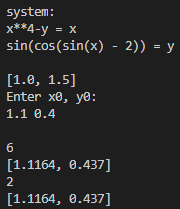 system:
x**4-y = x
sin(cos(sin(x) - 2)) = y
[1.0, 1.5]
Enter x0, y0:
1.1 0.4
6
[1.1164, 0.437]
2
[1.1164, 0.437]